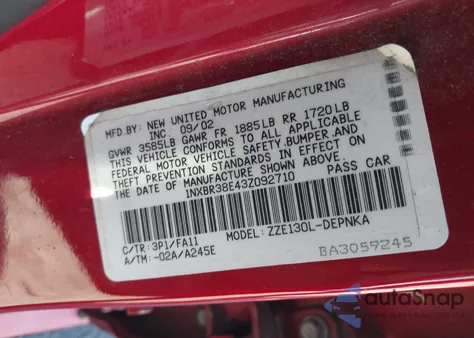 MFD. BY: NEW UNITED MOTOR MANUFACTURING
INC. 09/02
GVWR 3585LB GAWR FR 1885LB RR 1720LB
THIS VEHICLE CONFORMS TO ALL APPLICABLE
FEDERAL MOTOR VEHICLE SAFETY, BUMPER, AND
THEFT PREVENTION STANDARDS IN EFFECT ON
THE DATE OF MANUFACTURE SHOWN ABOVE.
1NXBR38E43Z092710 PASS CAR
C/TR: 3P1/FA11 MODEL: ZZE130L-DEPNKA
A/TM: -02A/A245E BA3059245
autoSnap